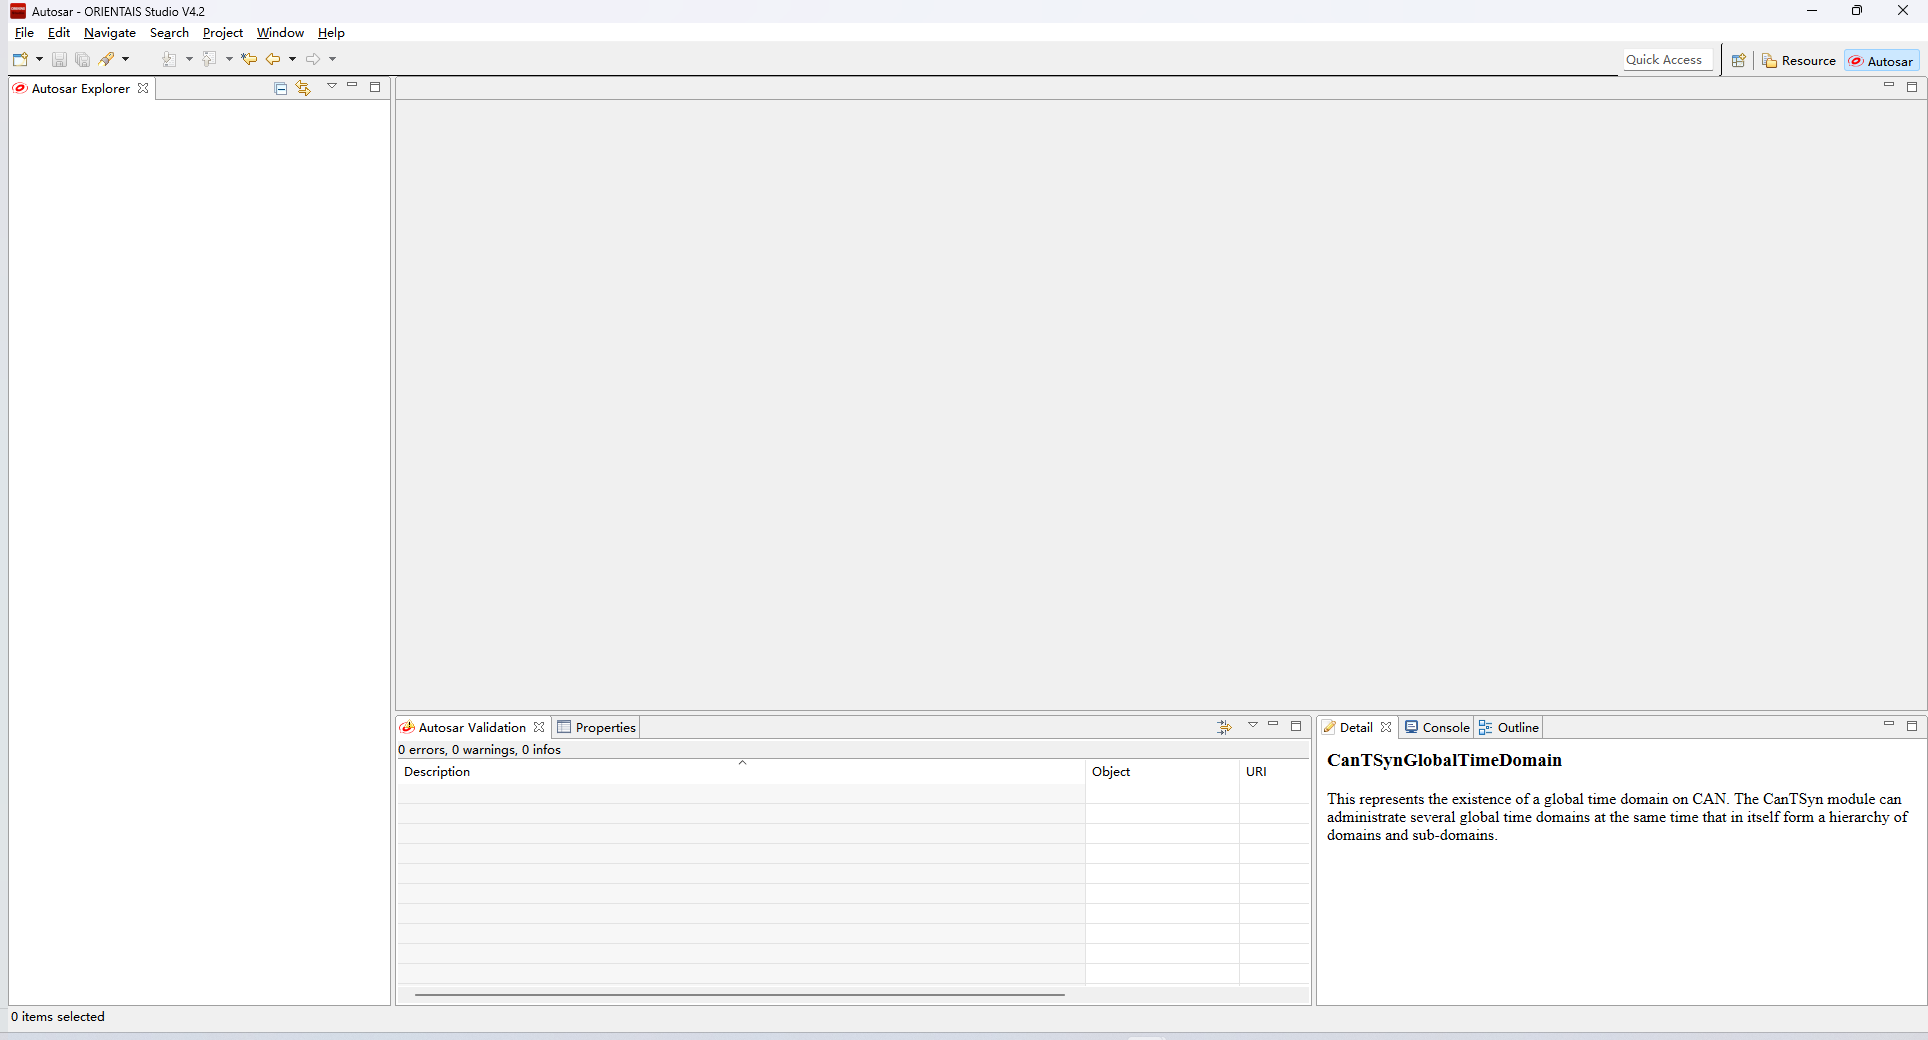 Autosar - ORIENTAIS Studio V4.2
File Edit Navigate Search Project Window Help
Quick Access
Resource
Autosar
Autosar Explorer
Autosar Validation
Properties
0 errors, 0 warnings, 0 infos
Description Object URI
Detail
Console
Outline
CanTSynGlobalTimeDomain
This represents the existence of a global time domain on CAN. The CanTSyn module can
administrate several global time domains at the same time that in itself form a hierarchy of
domains and sub-domains.
0 items selected